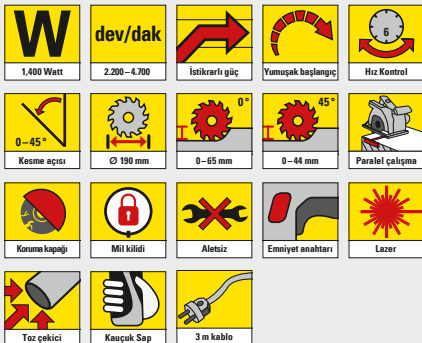 W
dev/dak
6
1,400 Watt
2.200–4.700
İstikrarlı güç
Yumuşak başlangıç
Hız Kontrol
0–45°
0°
45°
Kesme açısı
Ø 190 mm
0–65 mm
0–44 mm
Paralel çalışma
Koruma kapağı
Mil kilidi
Aletsiz
Emniyet anahtarı
Lazer
Toz çekici
Kauçuk Sap
3 m kablo